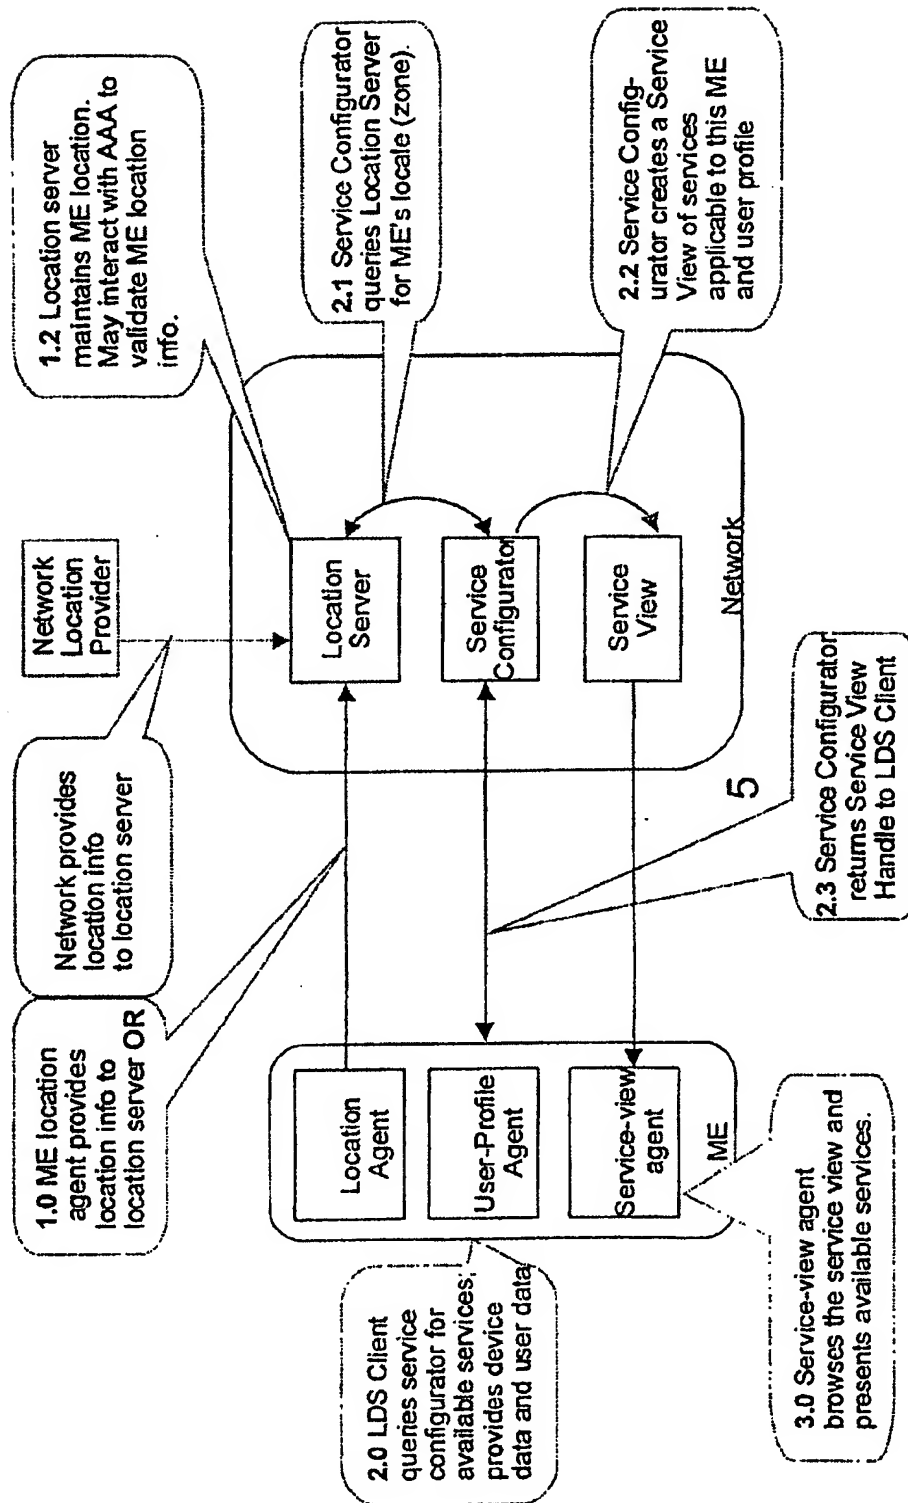 1.0 ME location
agent provides
location info to
location server OR
Network provides
location info
to location server
Network
Location
Provider
1.2 Location server
maintains ME location.
May interact with AAA to
validate ME location
info.
2.1 Service Configurator
queries Location Server
for ME's locale (zone).
2.2 Service Config-
urator creates a Service
View of services
applicable to this ME
and user profile
Location
Server
Service
Configurator
Service
View
Network
Location
Agent
User-Profile
Agent
Service-view
agent
ME
5
2.0 LDS Client
queries service
configurator for
available services;
provides device
data and user data
3.0 Service-view agent
browses the service view and
presents available services.
2.3 Service Configurator
returns Service View
Handle to LDS Client